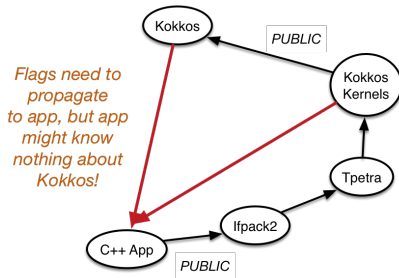 Kokkos
PUBLIC
Flags need to
propagate
to app, but app
might know
nothing about
Kokkos!
Kokkos
Kernels
Tpetra
Ifpack2
C++ App
PUBLIC